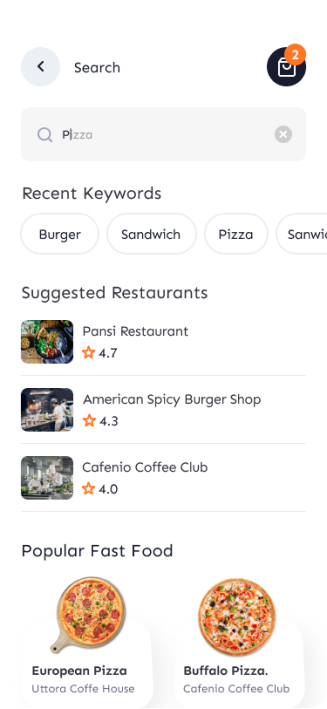 Search
2
Pizza
Recent Keywords
Burger
Sandwich
Pizza
Sanwi
Suggested Restaurants
Pansi Restaurant
4.7
American Spicy Burger Shop
4.3
Cafenio Coffee Club
4.0
Popular Fast Food
European Pizza
Uttora Coffe House
Buffalo Pizza.
Cafenio Coffee Club